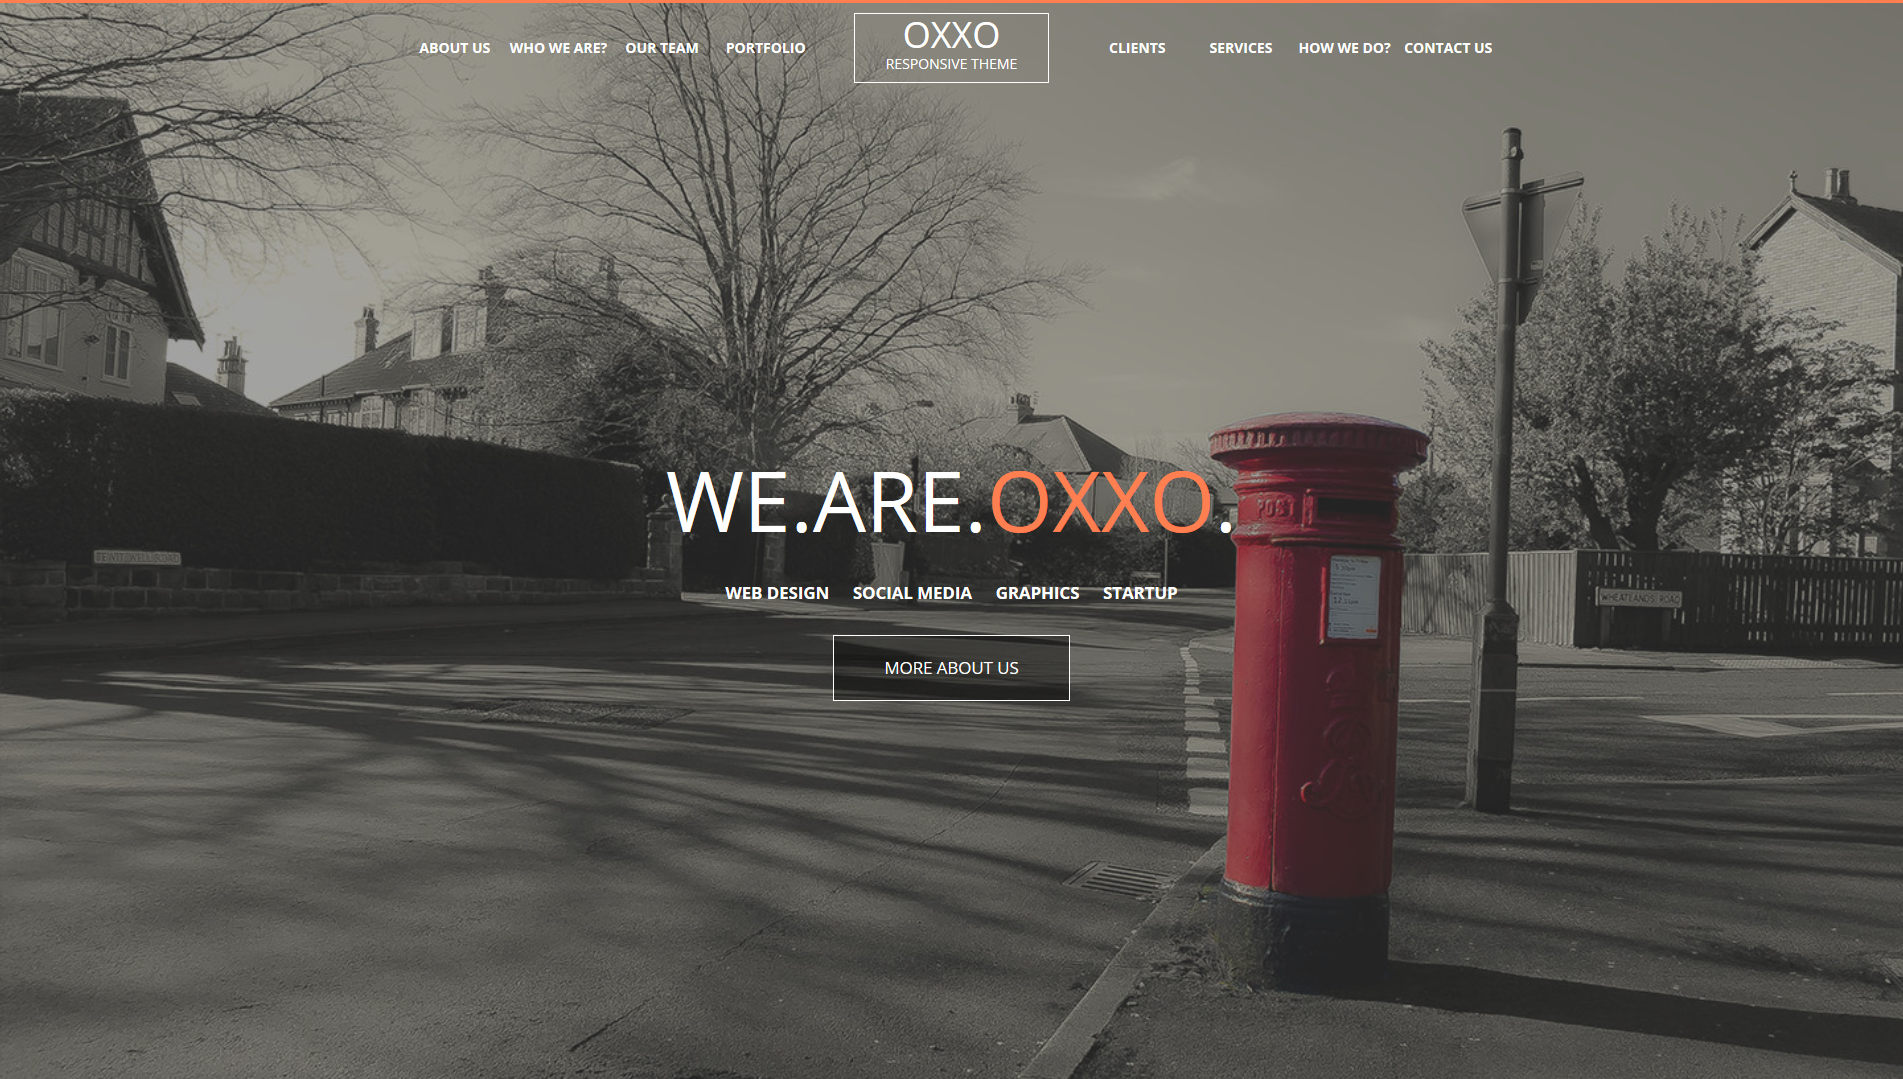 ABOUT US WHO WE ARE? OUR TEAM PORTFOLIO
OXXO
RESPONSIVE THEME
CLIENTS SERVICES HOW WE DO? CONTACT US
WE.ARE.OXXO.
POST
WEB DESIGN SOCIAL MEDIA GRAPHICS STARTUP
WHEATLANDS ROAD
MORE ABOUT US